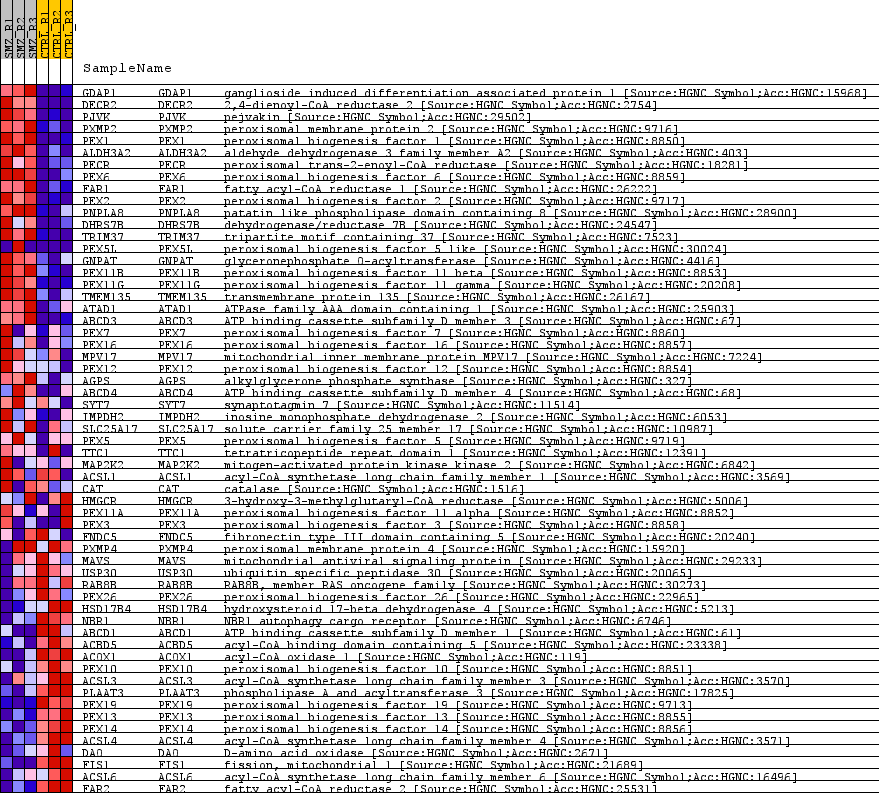 SMZ_R1 SMZ_R2 SMZ_R3 CTRL_R1 CTRL_R2 CTRL_R3
SampleName
GDAP1 GDAP1 ganglioside induced differentiation associated protein 1 [Source:HGNC Symbol;Acc:HGNC:15968]
DECR2 DECR2 2,4-dienoyl-CoA reductase 2 [Source:HGNC Symbol;Acc:HGNC:2754]
PJVK PJVK pejvakin [Source:HGNC Symbol;Acc:HGNC:29502]
PXMP2 PXMP2 peroxisomal membrane protein 2 [Source:HGNC Symbol;Acc:HGNC:9716]
PEX1 PEX1 peroxisomal biogenesis factor 1 [Source:HGNC Symbol;Acc:HGNC:8850]
ALDH3A2 ALDH3A2 aldehyde dehydrogenase 3 family member A2 [Source:HGNC Symbol;Acc:HGNC:403]
PECR PECR peroxisomal trans-2-enoyl-CoA reductase [Source:HGNC Symbol;Acc:HGNC:18281]
PEX6 PEX6 peroxisomal biogenesis factor 6 [Source:HGNC Symbol;Acc:HGNC:8859]
FAR1 FAR1 fatty acyl-CoA reductase 1 [Source:HGNC Symbol;Acc:HGNC:26222]
PEX2 PEX2 peroxisomal biogenesis factor 2 [Source:HGNC Symbol;Acc:HGNC:9717]
PNPLA8 PNPLA8 patatin like phospholipase domain containing 8 [Source:HGNC Symbol;Acc:HGNC:28900]
DHRS7B DHRS7B dehydrogenase/reductase 7B [Source:HGNC Symbol;Acc:HGNC:24547]
TRIM37 TRIM37 tripartite motif containing 37 [Source:HGNC Symbol;Acc:HGNC:7523]
PEX5L PEX5L peroxisomal biogenesis factor 5 like [Source:HGNC Symbol;Acc:HGNC:30024]
GNPAT GNPAT glyceronephosphate O-acyltransferase [Source:HGNC Symbol;Acc:HGNC:4416]
PEX11B PEX11B peroxisomal biogenesis factor 11 beta [Source:HGNC Symbol;Acc:HGNC:8853]
PEX11G PEX11G peroxisomal biogenesis factor 11 gamma [Source:HGNC Symbol;Acc:HGNC:20208]
TMEM135 TMEM135 transmembrane protein 135 [Source:HGNC Symbol;Acc:HGNC:26167]
ATAD1 ATAD1 ATPase family AAA domain containing 1 [Source:HGNC Symbol;Acc:HGNC:25903]
ABCD3 ABCD3 ATP binding cassette subfamily D member 3 [Source:HGNC Symbol;Acc:HGNC:67]
PEX7 PEX7 peroxisomal biogenesis factor 7 [Source:HGNC Symbol;Acc:HGNC:8860]
PEX16 PEX16 peroxisomal biogenesis factor 16 [Source:HGNC Symbol;Acc:HGNC:8857]
MPV17 MPV17 mitochondrial inner membrane protein MPV17 [Source:HGNC Symbol;Acc:HGNC:7224]
PEX12 PEX12 peroxisomal biogenesis factor 12 [Source:HGNC Symbol;Acc:HGNC:8854]
AGPS AGPS alkylglycerone phosphate synthase [Source:HGNC Symbol;Acc:HGNC:327]
ABCD4 ABCD4 ATP binding cassette subfamily D member 4 [Source:HGNC Symbol;Acc:HGNC:68]
SYT7 SYT7 synaptotagmin 7 [Source:HGNC Symbol;Acc:HGNC:11514]
IMPDH2 IMPDH2 inosine monophosphate dehydrogenase 2 [Source:HGNC Symbol;Acc:HGNC:6053]
SLC25A17 SLC25A17 solute carrier family 25 member 17 [Source:HGNC Symbol;Acc:HGNC:10987]
PEX5 PEX5 peroxisomal biogenesis factor 5 [Source:HGNC Symbol;Acc:HGNC:9719]
TTC1 TTC1 tetratricopeptide repeat domain 1 [Source:HGNC Symbol;Acc:HGNC:12391]
MAP2K2 MAP2K2 mitogen-activated protein kinase kinase 2 [Source:HGNC Symbol;Acc:HGNC:6842]
ACSL1 ACSL1 acyl-CoA synthetase long chain family member 1 [Source:HGNC Symbol;Acc:HGNC:3569]
CAT CAT catalase [Source:HGNC Symbol;Acc:HGNC:1516]
HMGCR HMGCR 3-hydroxy-3-methylglutaryl-CoA reductase [Source:HGNC Symbol;Acc:HGNC:5006]
PEX11A PEX11A peroxisomal biogenesis factor 11 alpha [Source:HGNC Symbol;Acc:HGNC:8852]
PEX3 PEX3 peroxisomal biogenesis factor 3 [Source:HGNC Symbol;Acc:HGNC:8858]
FNDC5 FNDC5 fibronectin type III domain containing 5 [Source:HGNC Symbol;Acc:HGNC:20240]
PXMP4 PXMP4 peroxisomal membrane protein 4 [Source:HGNC Symbol;Acc:HGNC:15920]
MAVS MAVS mitochondrial antiviral signaling protein [Source:HGNC Symbol;Acc:HGNC:29233]
USP30 USP30 ubiquitin specific peptidase 30 [Source:HGNC Symbol;Acc:HGNC:20065]
RAB8B RAB8B RAB8B, member RAS oncogene family [Source:HGNC Symbol;Acc:HGNC:30273]
PEX26 PEX26 peroxisomal biogenesis factor 26 [Source:HGNC Symbol;Acc:HGNC:22965]
HSD17B4 HSD17B4 hydroxysteroid 17-beta dehydrogenase 4 [Source:HGNC Symbol;Acc:HGNC:5213]
NBR1 NBR1 NBR1 autophagy cargo receptor [Source:HGNC Symbol;Acc:HGNC:6746]
ABCD1 ABCD1 ATP binding cassette subfamily D member 1 [Source:HGNC Symbol;Acc:HGNC:61]
ACBD5 ACBD5 acyl-CoA binding domain containing 5 [Source:HGNC Symbol;Acc:HGNC:23338]
ACOX1 ACOX1 acyl-CoA oxidase 1 [Source:HGNC Symbol;Acc:HGNC:119]
PEX10 PEX10 peroxisomal biogenesis factor 10 [Source:HGNC Symbol;Acc:HGNC:8851]
ACSL3 ACSL3 acyl-CoA synthetase long chain family member 3 [Source:HGNC Symbol;Acc:HGNC:3570]
PLAAT3 PLAAT3 phospholipase A and acyltransferase 3 [Source:HGNC Symbol;Acc:HGNC:17825]
PEX19 PEX19 peroxisomal biogenesis factor 19 [Source:HGNC Symbol;Acc:HGNC:9713]
PEX13 PEX13 peroxisomal biogenesis factor 13 [Source:HGNC Symbol;Acc:HGNC:8855]
PEX14 PEX14 peroxisomal biogenesis factor 14 [Source:HGNC Symbol;Acc:HGNC:8856]
ACSL4 ACSL4 acyl-CoA synthetase long chain family member 4 [Source:HGNC Symbol;Acc:HGNC:3571]
DAO DAO D-amino acid oxidase [Source:HGNC Symbol;Acc:HGNC:2671]
FIS1 FIS1 fission, mitochondrial 1 [Source:HGNC Symbol;Acc:HGNC:21689]
ACSL6 ACSL6 acyl-CoA synthetase long chain family member 6 [Source:HGNC Symbol;Acc:HGNC:16496]
FAR2 FAR2 fatty acyl-CoA reductase 2 [Source:HGNC Symbol;Acc:HGNC:25531]